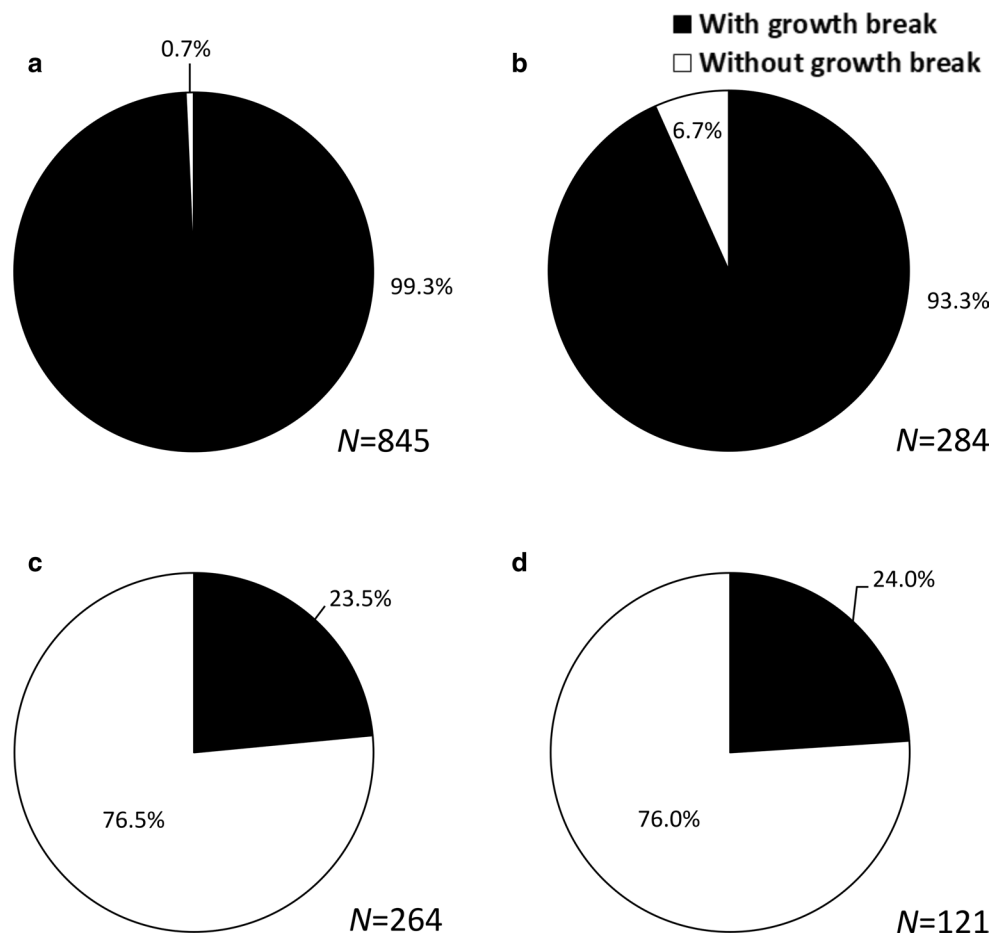 With growth break
Without growth break
a
0.7%
99.3%
N=845
b
6.7%
93.3%
N=284
c
23.5%
76.5%
N=264
d
24.0%
76.0%
N=121